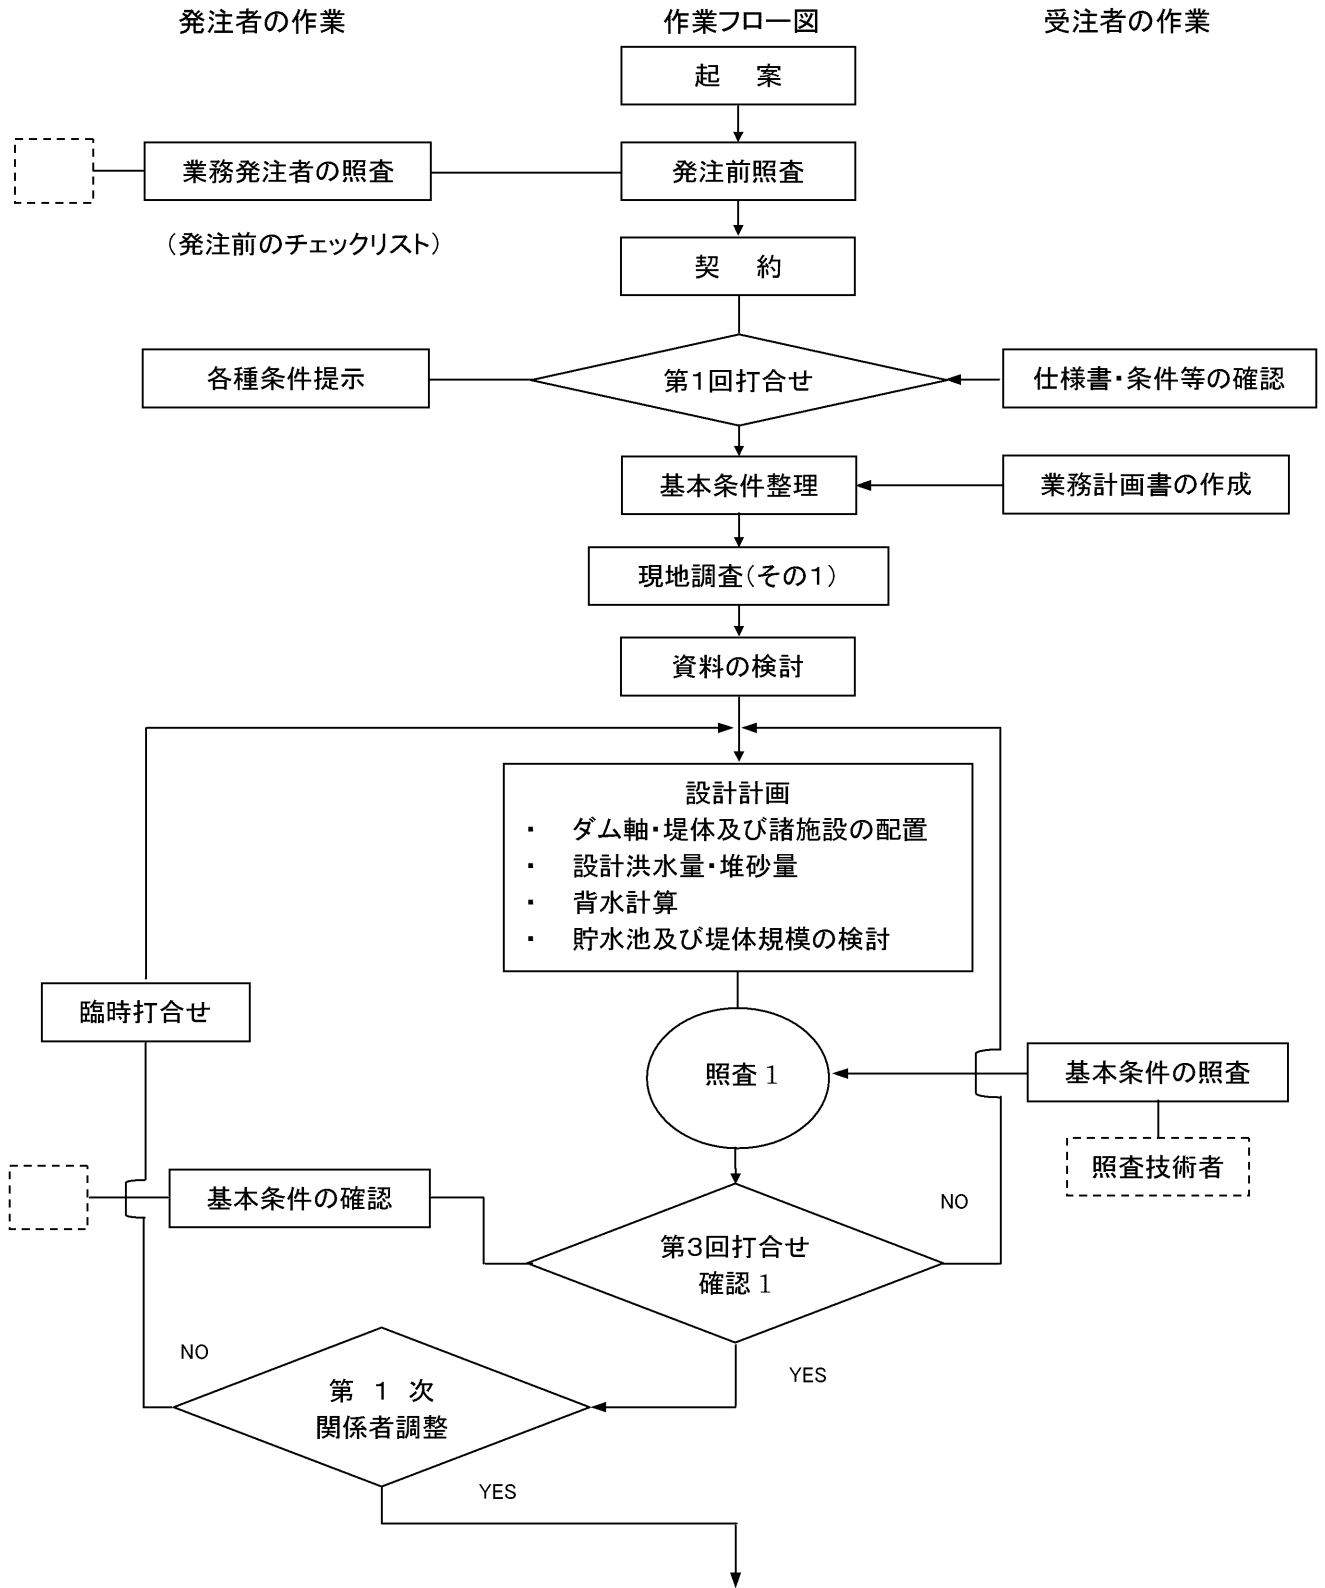 発注者の作業
作業フロー図
受注者の作業
起　案
業務発注者の照査
発注前照査
（発注前のチェックリスト）
契　約
各種条件提示
第1回打合せ
仕様書・条件等の確認
基本条件整理
業務計画書の作成
現地調査（その１）
資料の検討
設計計画
・　ダム軸・堤体及び諸施設の配置
・　設計洪水量・堆砂量
・　背水計算
・　貯水池及び堤体規模の検討
臨時打合せ
照査１
基本条件の照査
照査技術者
基本条件の確認
NO
第3回打合せ
確認１
NO
YES
第　１　次
関係者調整
YES